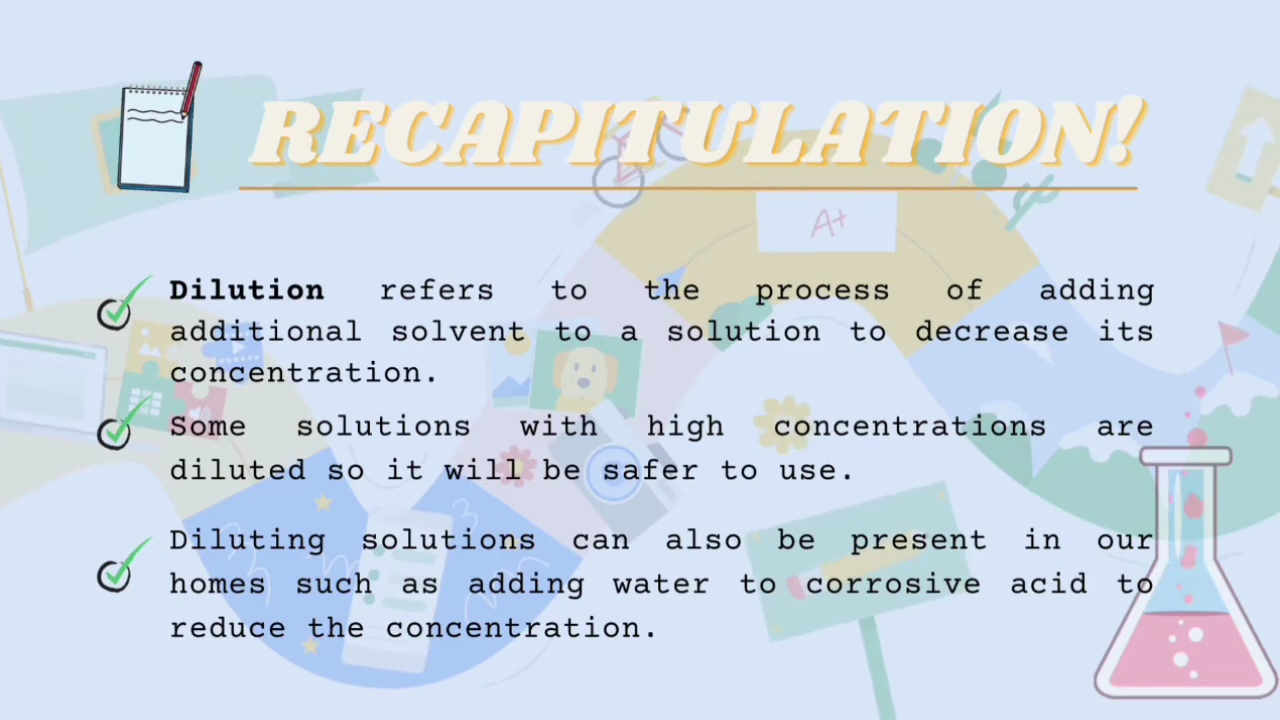 RECAPITULATION!
A+
Dilution refers to the process of adding
additional solvent to a solution to decrease its
concentration.
Some solutions with high concentrations are
diluted so it will be safer to use.
Diluting solutions can also be present in our
homes such as adding water to corrosive acid to
reduce the concentration.